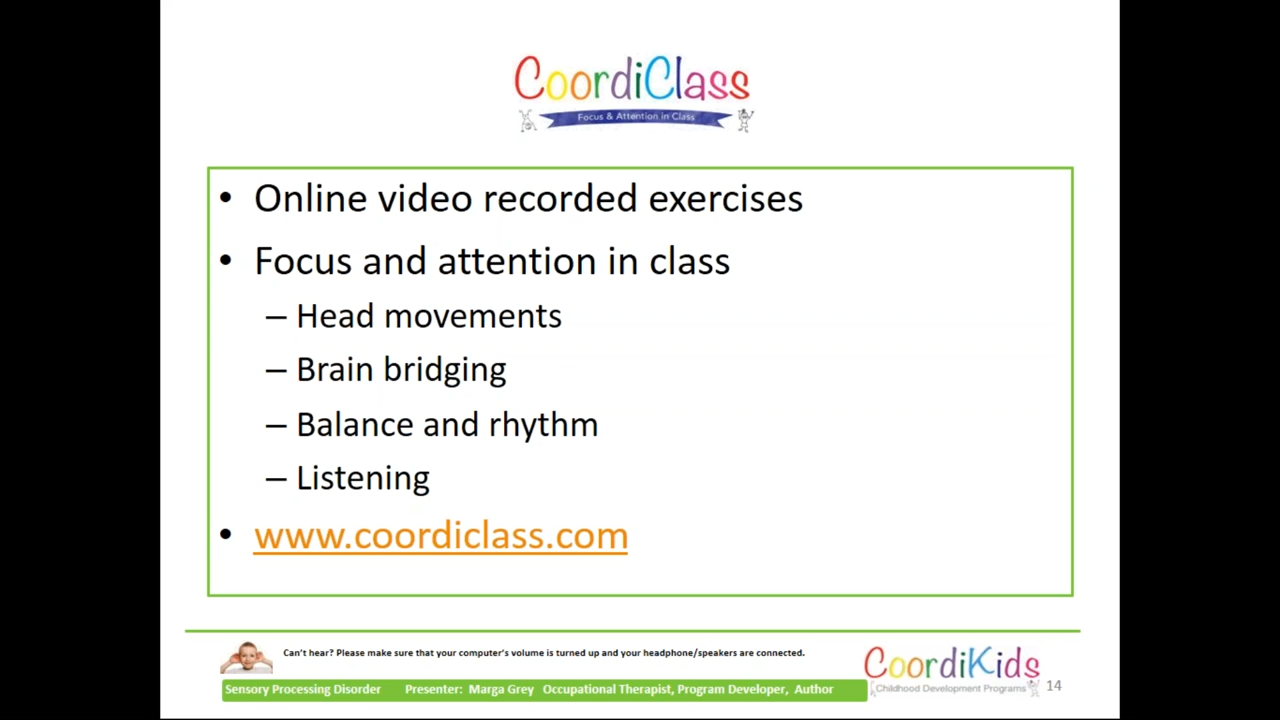 CoordiClass
Focus & Attention in Class
• Online video recorded exercises
• Focus and attention in class
– Head movements
– Brain bridging
– Balance and rhythm
– Listening
• www.coordiclass.com
Can't hear? Please make sure that your computer's volume is turned up and your headphone/speakers are connected.
Sensory Processing Disorder Presenter: Marga Grey Occupational Therapist, Program Developer, Author
CoordiKids
Childhood Development Programs
14